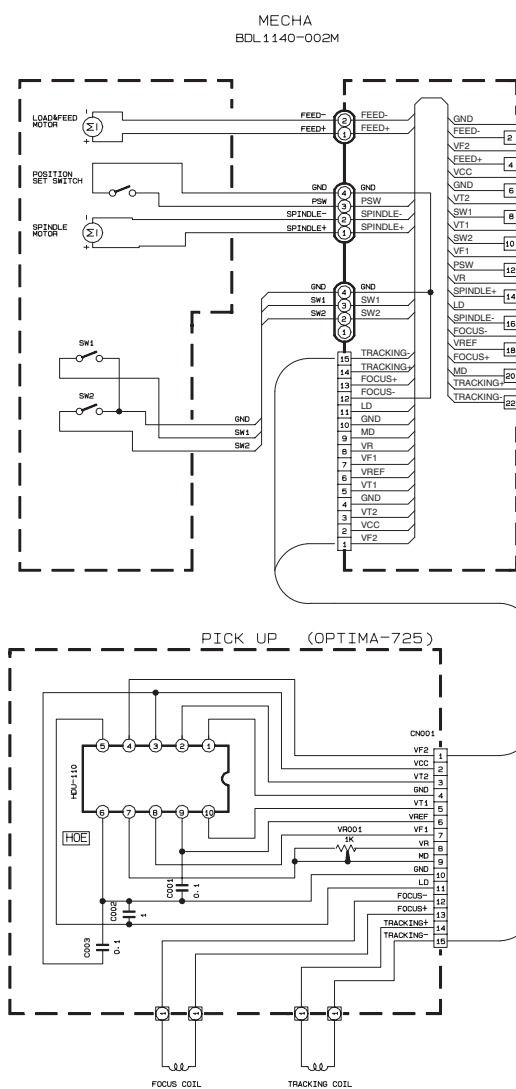 MECHA
BDL1140-002M
LOAD&FEED
MOTOR
-
+
FEED-
FEED+
2
1
FEED-
FEED+
POSITION
SET SWITCH
GND
PSW
SPINDLE-
SPINDLE+
4
3
2
1
GND
PSW
SPINDLE-
SPINDLE+
SPINDLE
MOTOR
-
+
GND
SW1
SW2
4
3
2
1
GND
SW1
SW2
SW1
SW2
GND
SW1
SW2
15 TRACKING-
14 TRACKING+
13 FOCUS+
12 FOCUS-
11 LD
10 GND
9 MD
8 VR
7 VF1
6 VREF
5 VT1
4 GND
3 VT2
2 VCC
1 VF2
GND
FEED- 2
VF2
FEED+ 4
VCC
GND 6
VT2
SW1 8
VT1
SW2 10
VF1
PSW 12
VR
SPINDLE+ 14
LD
SPINDLE- 16
FOCUS-
VREF 18
FOCUS+
MD 20
TRACKING+
TRACKING- 22
PICK UP (OPTIMA-725)
CN001
HDU-110
5 4 3 2 1
6 7 8 9 10
HOE
VF2 1
VCC 2
VT2 3
GND 4
VT1 5
VREF 6
VF1 7
VR 8
MD 9
GND 10
LD 11
FOCUS- 12
FOCUS+ 13
TRACKING+ 14
TRACKING- 15
VR001
1K
C001
0.1
C002
1
C003
0.1
1 1 1 1
FOCUS COIL
TRACKING COIL